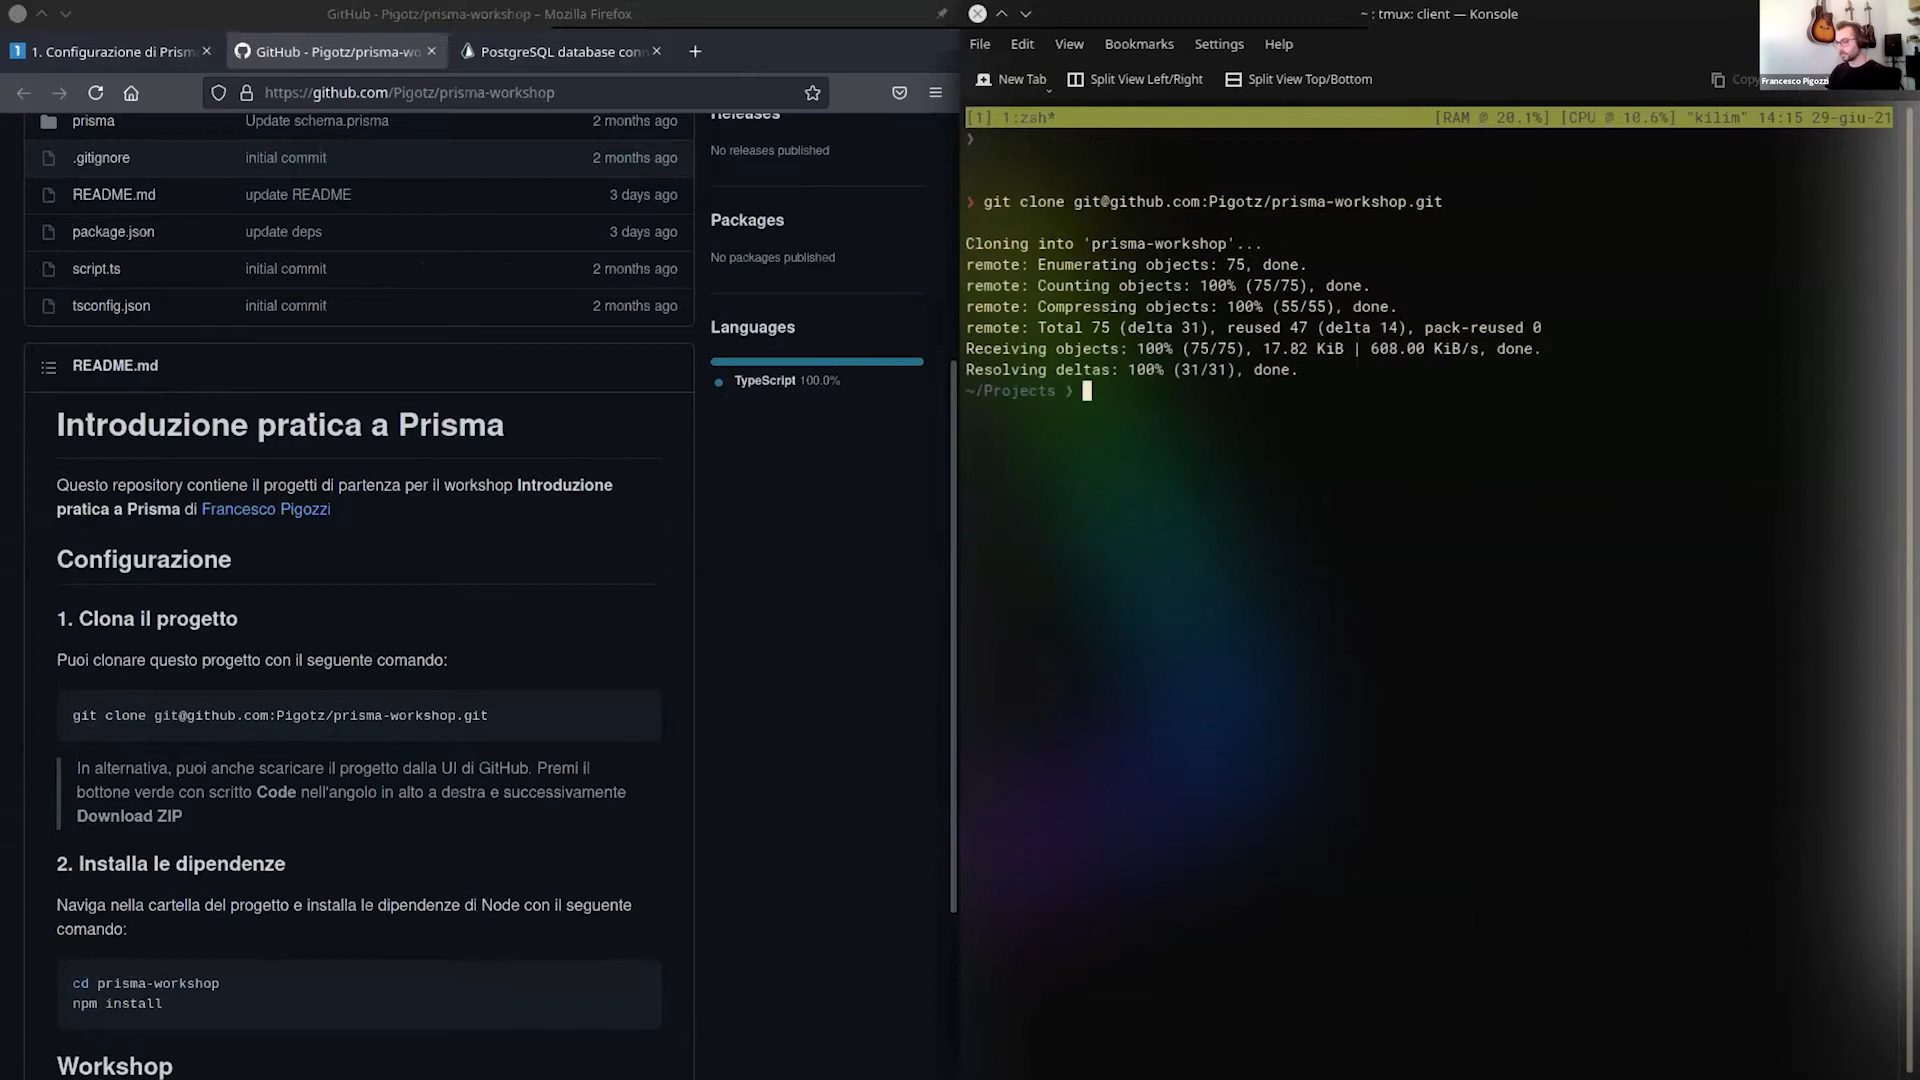 GitHub - Pigotz/prisma-workshop – Mozilla Firefox
1. Configurazione di Prism
GitHub - Pigotz/prisma-wo
PostgreSQL database con
https://github.com/Pigotz/prisma-workshop
prisma Update schema.prisma 2 months ago
.gitignore initial commit 2 months ago
README.md update README 3 days ago
package.json update deps 3 days ago
script.ts initial commit 2 months ago
tsconfig.json initial commit 2 months ago
README.md
Introduzione pratica a Prisma
Questo repository contiene il progetti di partenza per il workshop Introduzione
pratica a Prisma di Francesco Pigozzi
Configurazione
1. Clona il progetto
Puoi clonare questo progetto con il seguente comando:
git clone git@github.com:Pigotz/prisma-workshop.git
In alternativa, puoi anche scaricare il progetto dalla UI di GitHub. Premi il
bottone verde con scritto Code nell'angolo in alto a destra e successivamente
Download ZIP
2. Installa le dipendenze
Naviga nella cartella del progetto e installa le dipendenze di Node con il seguente
comando:
cd prisma-workshop
npm install
Workshop
Releases
No releases published
Packages
No packages published
Languages
TypeScript 100.0%
~ : tmux: client — Konsole
File Edit View Bookmarks Settings Help
New Tab Split View Left/Right Split View Top/Bottom Copy
Francesco Pigozzi
[1] 1:zsh* [RAM @ 20.1%] [CPU @ 10.6%] "kilim" 14:15 29-giu-21
❯
❯ git clone git@github.com:Pigotz/prisma-workshop.git
Cloning into 'prisma-workshop'...
remote: Enumerating objects: 75, done.
remote: Counting objects: 100% (75/75), done.
remote: Compressing objects: 100% (55/55), done.
remote: Total 75 (delta 31), reused 47 (delta 14), pack-reused 0
Receiving objects: 100% (75/75), 17.82 KiB | 608.00 KiB/s, done.
Resolving deltas: 100% (31/31), done.
~/Projects ❯